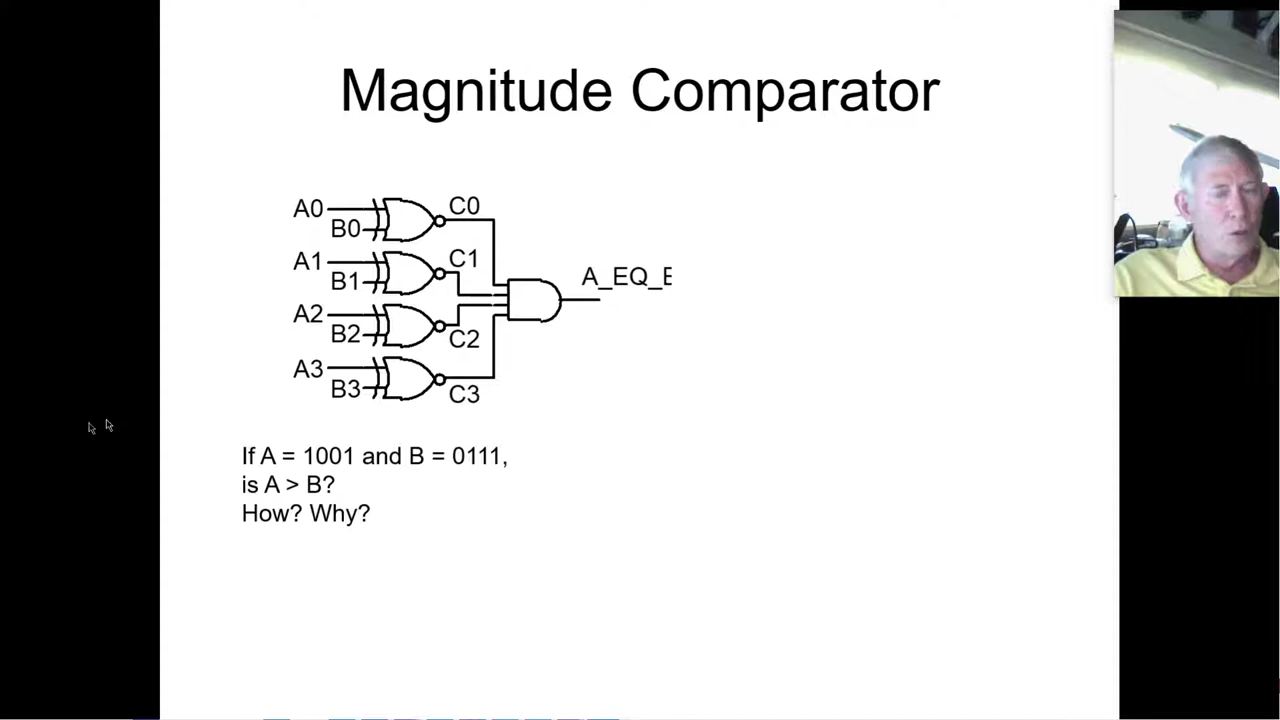 Magnitude Comparator
A0
B0
C0
A1
B1
C1
A2
B2
C2
A3
B3
C3
A_EQ_B
If A = 1001 and B = 0111,
is A > B?
How? Why?